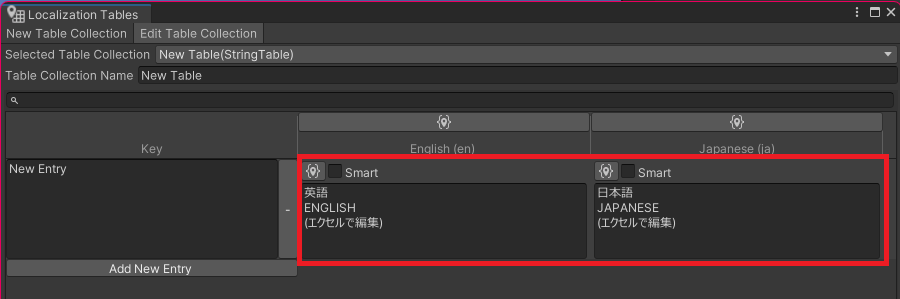 Localization Tables
New Table Collection Edit Table Collection
Selected Table Collection New Table(StringTable)
Table Collection Name New Table
Key English (en) Japanese (ja)
New Entry
-
Smart
英語
ENGLISH
(エクセルで編集)
Smart
日本語
JAPANESE
(エクセルで編集)
Add New Entry